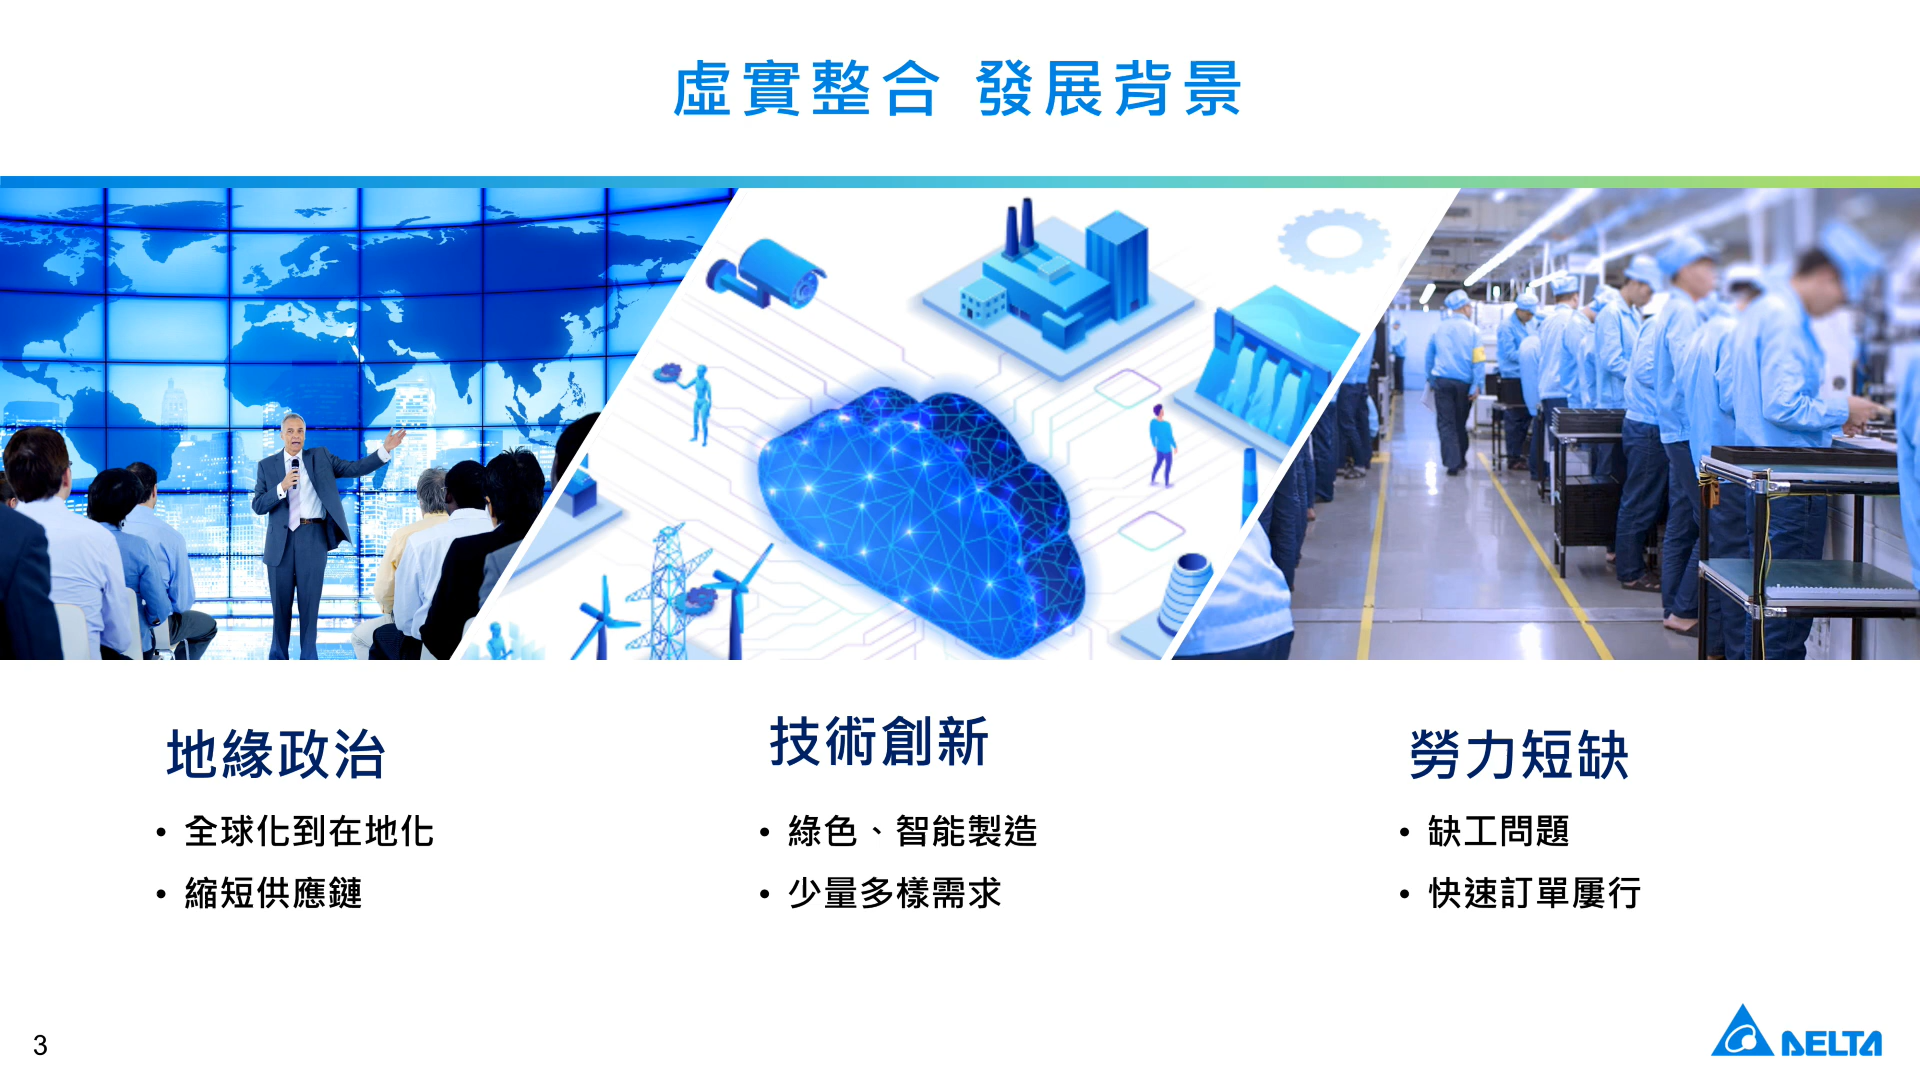 虛實整合 發展背景
地緣政治
• 全球化到在地化
• 縮短供應鏈
技術創新
• 綠色、智能製造
• 少量多樣需求
勞力短缺
• 缺工問題
• 快速訂單屢行
3
DELTA